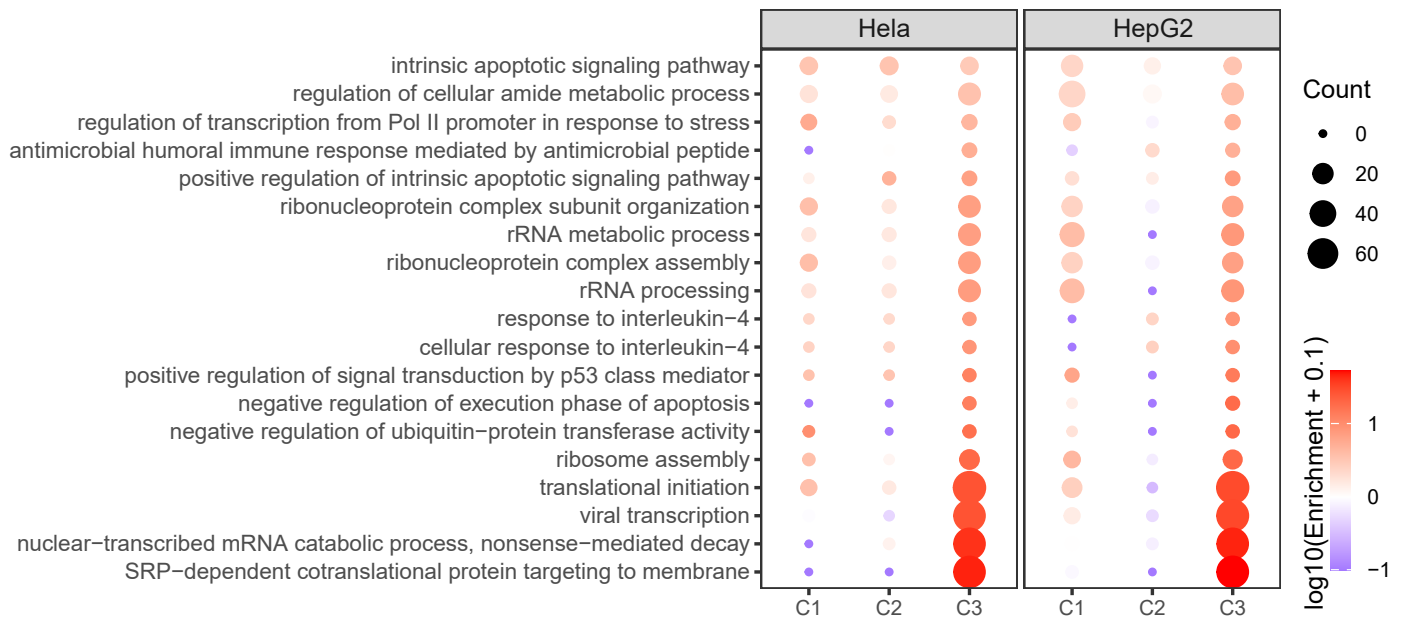 Hela
HepG2
intrinsic apoptotic signaling pathway
regulation of cellular amide metabolic process
regulation of transcription from Pol II promoter in response to stress
antimicrobial humoral immune response mediated by antimicrobial peptide
positive regulation of intrinsic apoptotic signaling pathway
ribonucleoprotein complex subunit organization
rRNA metabolic process
ribonucleoprotein complex assembly
rRNA processing
response to interleukin−4
cellular response to interleukin−4
positive regulation of signal transduction by p53 class mediator
negative regulation of execution phase of apoptosis
negative regulation of ubiquitin−protein transferase activity
ribosome assembly
translational initiation
viral transcription
nuclear−transcribed mRNA catabolic process, nonsense−mediated decay
SRP−dependent cotranslational protein targeting to membrane
C1 C2 C3
C1 C2 C3
Count
0
20
40
60
log10(Enrichment + 0.1)
1
0
−1